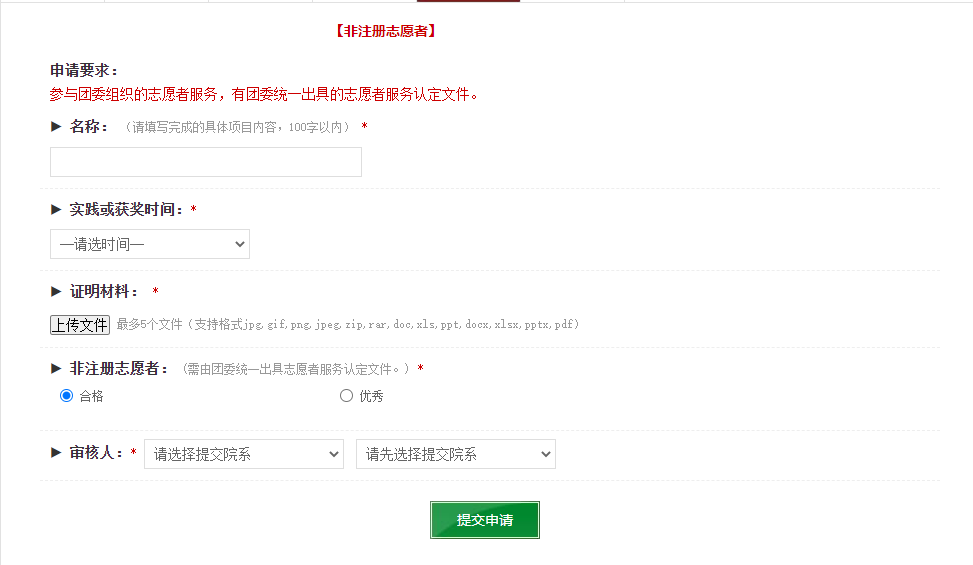 【非注册志愿者】
申请要求：
参与团委组织的志愿者服务，有团委统一出具的志愿者服务认定文件。
► 名称： （请填写完成的具体项目内容，100字以内） *
► 实践或获奖时间：*
—请选时间—
► 证明材料： *
上传文件 最多5个文件（支持格式jpg,gif,png,jpeg,zip,rar,doc,xls,ppt,docx,xlsx,pptx,pdf）
► 非注册志愿者： （需由团委统一出具志愿者服务认定文件。）*
合格 优秀
► 审核人：* 请选择提交院系 请先选择提交院系
提交申请